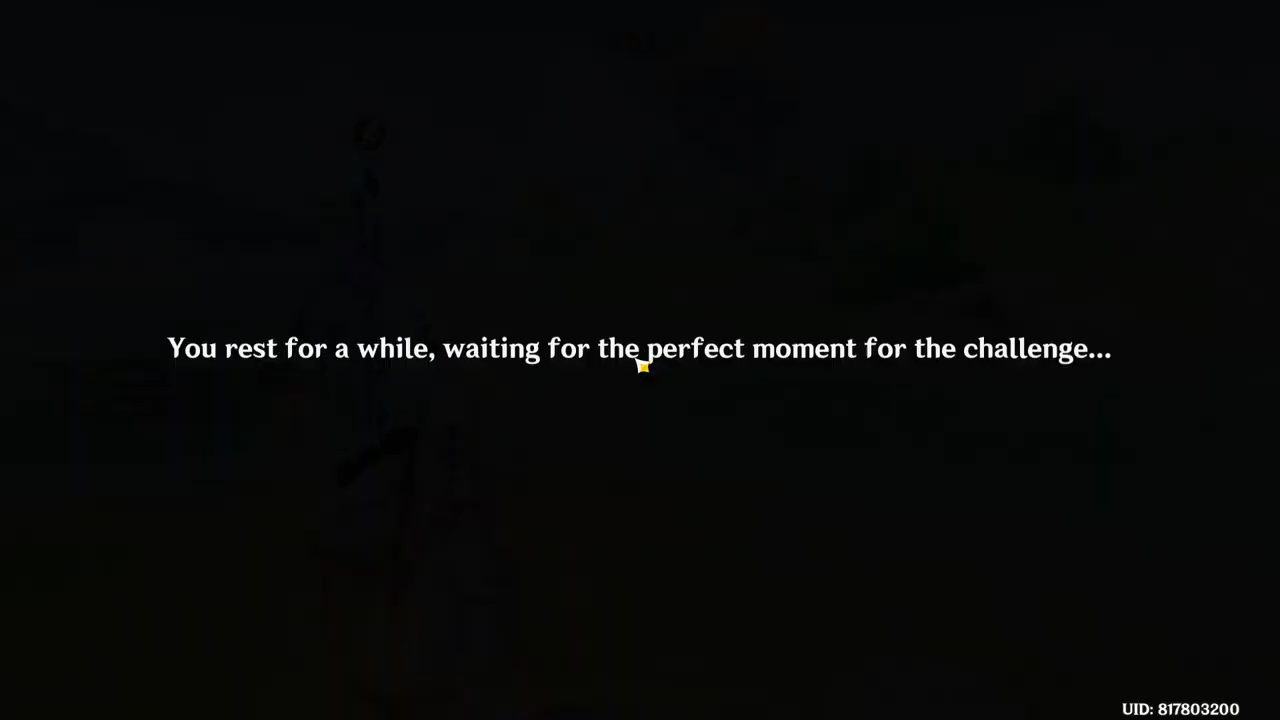 You rest for a while, waiting for the perfect moment for the challenge...
UID: 817803200